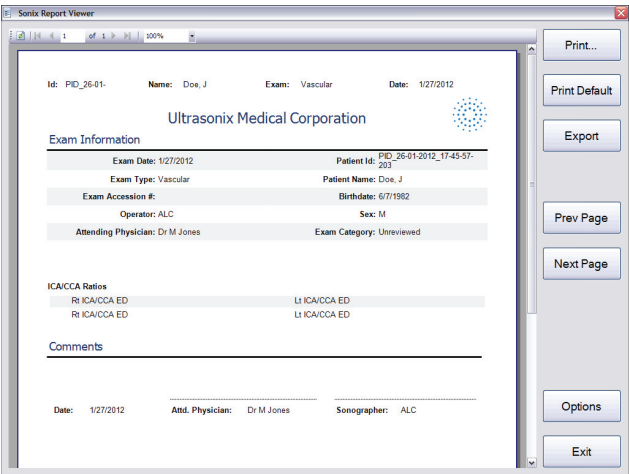 Sonix Report Viewer
1 of 1 100%
Print...
Print Default
Export
Prev Page
Next Page
Options
Exit
Id: PID_26-01- Name: Doe, J Exam: Vascular Date: 1/27/2012
Ultrasonix Medical Corporation
Exam Information
Exam Date: 1/27/2012 Patient Id: PID_26-01-2012_17-45-57-
203
Exam Type: Vascular Patient Name: Doe, J
Exam Accession #: Birthdate: 6/7/1982
Operator: ALC Sex: M
Attending Physician: Dr M Jones Exam Category: Unreviewed
ICA/CCA Ratios
Rt ICA/CCA ED Lt ICA/CCA ED
Rt ICA/CCA ED Lt ICA/CCA ED
Comments
Date: 1/27/2012 Attd. Physician: Dr M Jones Sonographer: ALC